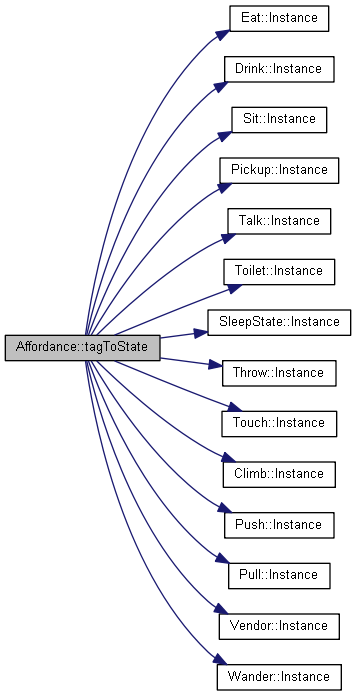 Eat::Instance
Drink::Instance
Sit::Instance
Pickup::Instance
Talk::Instance
Toilet::Instance
SleepState::Instance
Affordance::tagToState
Throw::Instance
Touch::Instance
Climb::Instance
Push::Instance
Pull::Instance
Vendor::Instance
Wander::Instance